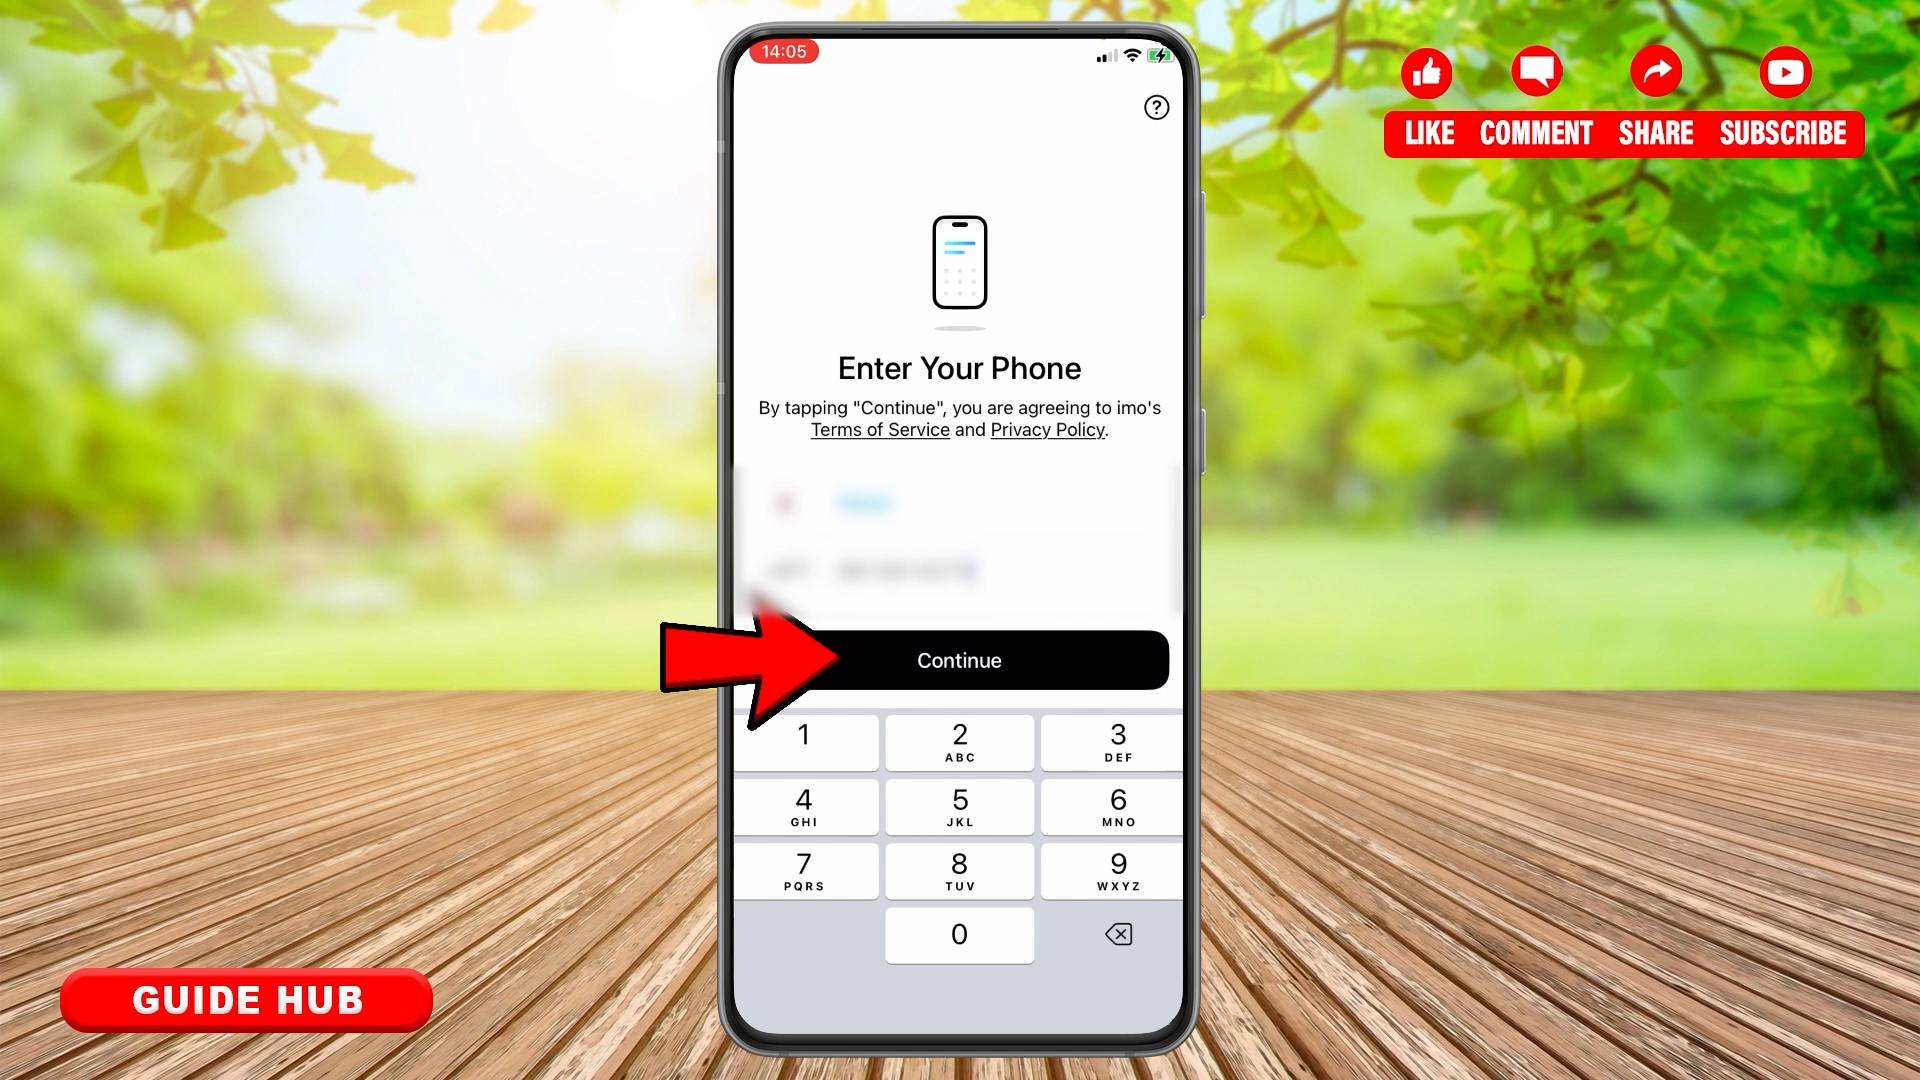 14:05
LIKE COMMENT SHARE SUBSCRIBE
Enter Your Phone
By tapping "Continue", you are agreeing to imo's
Terms of Service and Privacy Policy.
Continue
1 2 3
ABC DEF
4 5 6
GHI JKL MNO
7 8 9
PQRS TUV WXYZ
0
GUIDE HUB